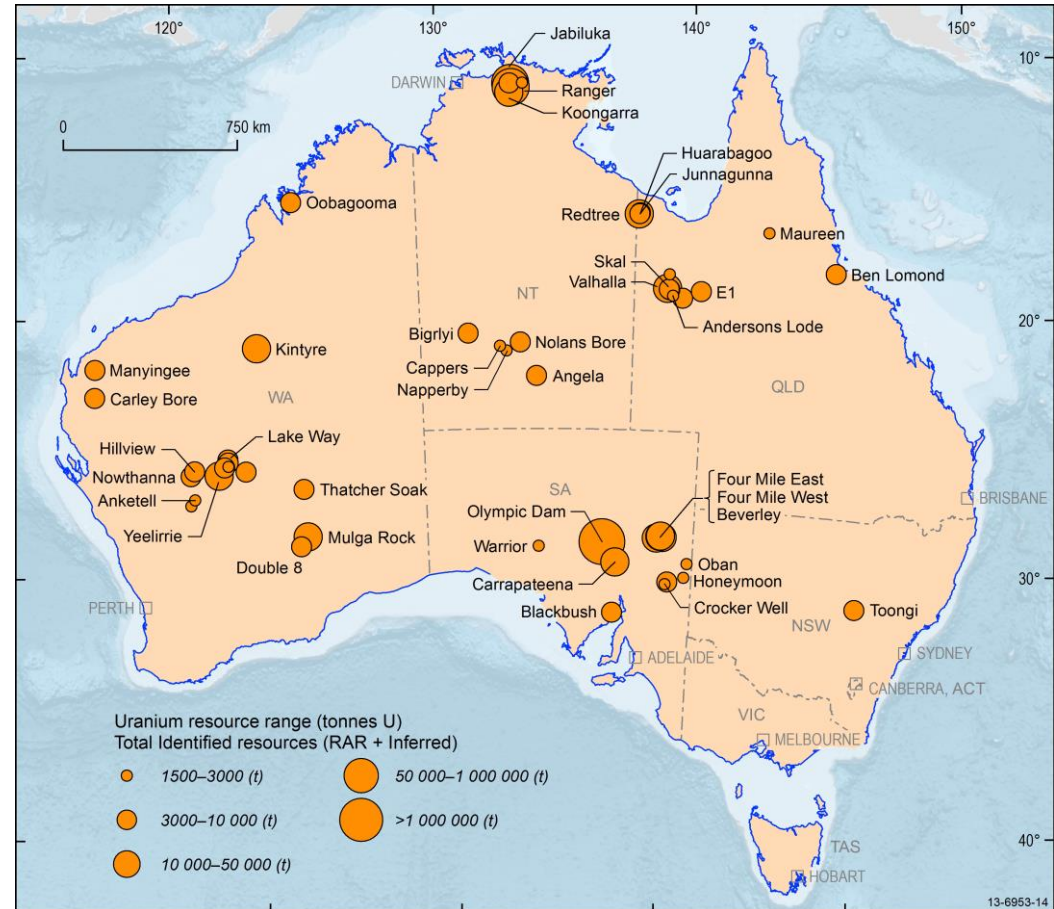 120°
130°
140°
150°
10°
20°
30°
40°
Jabiluka
DARWIN
Ranger
Koongarra
0
750 km
Huarabagoo
Junnagunna
Redtree
Oobagooma
Maureen
Skal
Valhalla
Ben Lomond
E1
NT
Andersons Lode
Bigrlyi
Nolans Bore
Cappers
Napperby
Angela
Kintyre
Manyingee
Carley Bore
WA
QLD
Lake Way
Hillview
Nowthanna
Anketell
Yeelirrie
Thatcher Soak
Mulga Rock
Double 8
SA
Four Mile East
Four Mile West
Beverley
Olympic Dam
Warrior
Carrapateena
Oban
Honeymoon
Crocker Well
Blackbush
BRISBANE
PERTH
Toongi
NSW
ADELAIDE
SYDNEY
CANBERRA, ACT
VIC
MELBOURNE
TAS
HOBART
Uranium resource range (tonnes U)
Total Identified resources (RAR + Inferred)
1500–3000 (t)
3000–10 000 (t)
10 000–50 000 (t)
50 000–1 000 000 (t)
>1 000 000 (t)
13-6953-14